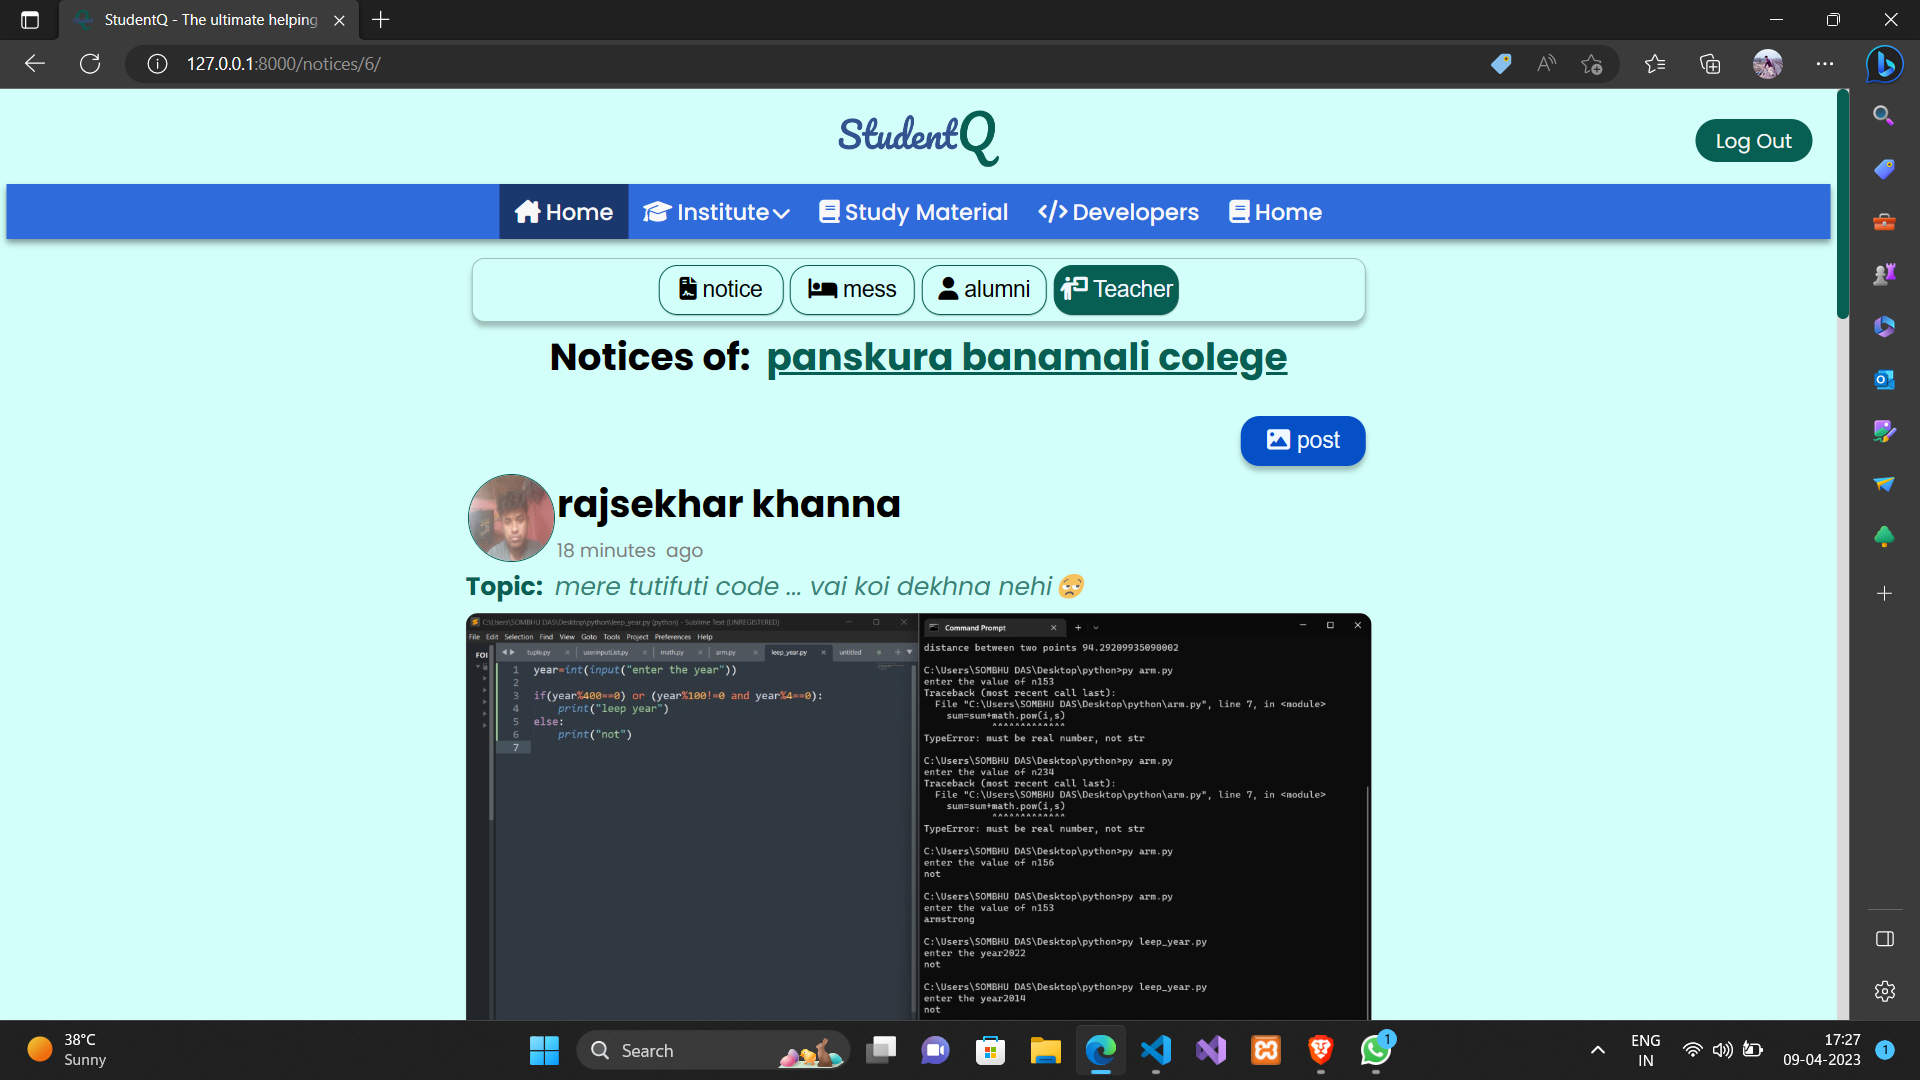 StudentQ - The ultimate helping
127.0.0.1:8000/notices/6/
StudentQ
Log Out
Home
Institute
Study Material
</> Developers
Home
notice
mess
alumni
Teacher
Notices of: panskura banamali colege
post
rajsekhar khanna
18 minutes ago
Topic: mere tutifuti code ... vai koi dekhna nehi 😥
C:\Users\SOMBHU DAS\Desktop\python\leep_year.py (python) - Sublime Text (UNREGISTERED)
File Edit Selection Find View Goto Tools Project Preferences Help
FOI
tuple.py
userinputList.py
math.py
arm.py
leep_year.py
untitled
1 year=int(input("enter the year"))
2
3 if(year%400==0) or (year%100!=0 and year%4==0):
4 print("leep year")
5 else:
6 print("not")
7
Command Prompt
distance between two points 94.29209935090002
C:\Users\SOMBHU DAS\Desktop\python>py arm.py
enter the value of n153
Traceback (most recent call last):
File "C:\Users\SOMBHU DAS\Desktop\python\arm.py", line 7, in <module>
sum=sum+math.pow(i,s)
^^^^^^^^^^^^^
TypeError: must be real number, not str
C:\Users\SOMBHU DAS\Desktop\python>py arm.py
enter the value of n234
Traceback (most recent call last):
File "C:\Users\SOMBHU DAS\Desktop\python\arm.py", line 7, in <module>
sum=sum+math.pow(i,s)
^^^^^^^^^^^^^
TypeError: must be real number, not str
C:\Users\SOMBHU DAS\Desktop\python>py arm.py
enter the value of n156
not
C:\Users\SOMBHU DAS\Desktop\python>py arm.py
enter the value of n153
armstrong
C:\Users\SOMBHU DAS\Desktop\python>py leep_year.py
enter the year2022
not
C:\Users\SOMBHU DAS\Desktop\python>py leep_year.py
enter the year2014
not
38°C
Sunny
Search
1
ENG
IN
17:27
09-04-2023
1